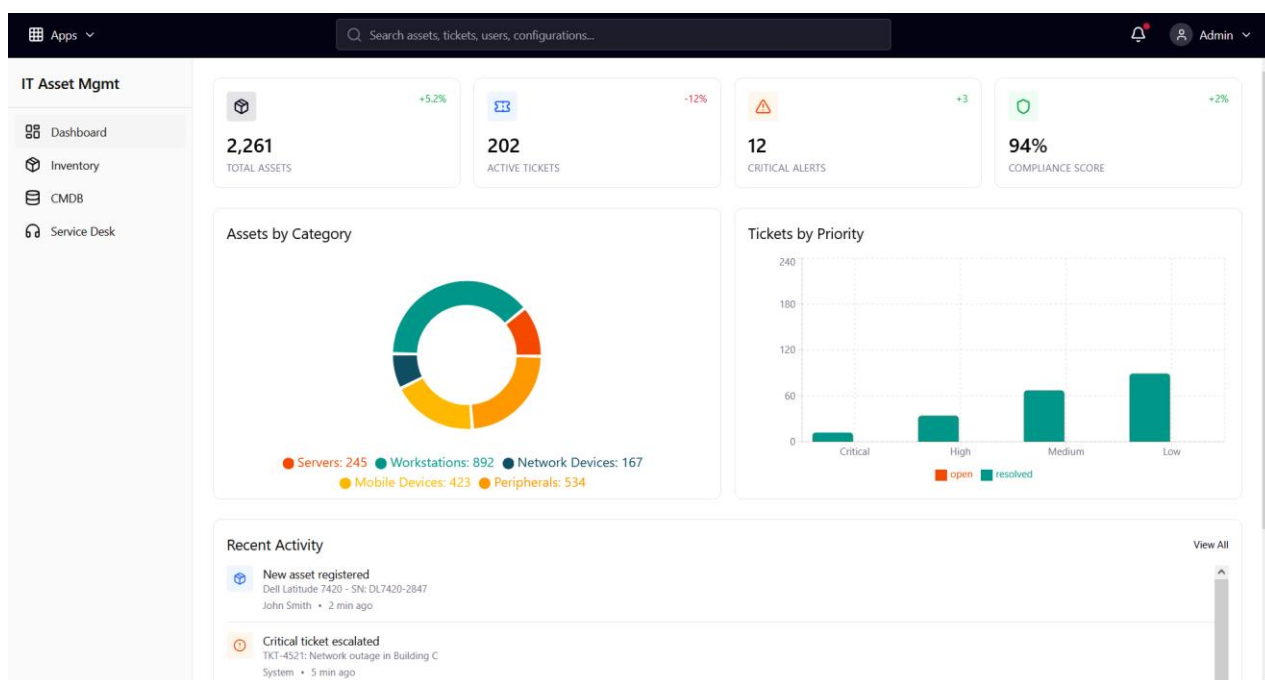 Apps
Search assets, tickets, users, configurations...
Admin
IT Asset Mgmt
Dashboard
Inventory
CMDB
Service Desk
+5.2%
2,261
TOTAL ASSETS
-12%
202
ACTIVE TICKETS
+3
12
CRITICAL ALERTS
+2%
94%
COMPLIANCE SCORE
Assets by Category
Servers: 245 Workstations: 892 Network Devices: 167
Mobile Devices: 423 Peripherals: 534
Tickets by Priority
240
180
120
60
0
Critical High Medium Low
open resolved
Recent Activity
View All
New asset registered
Dell Latitude 7420 - SN: DL7420-2847
John Smith • 2 min ago
Critical ticket escalated
TKT-4521: Network outage in Building C
System • 5 min ago